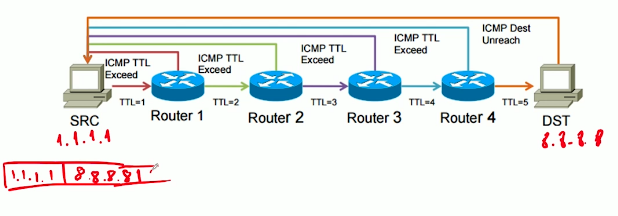 ICMP TTL
Exceed
ICMP TTL
Exceed
ICMP TTL
Exceed
ICMP TTL
Exceed
ICMP Dest
Unreach
TTL=1
TTL=2
TTL=3
TTL=4
TTL=5
SRC
Router 1
Router 2
Router 3
Router 4
DST
1.1.1.1
8.8.8.8
1.1.1.1 8.8.8.8